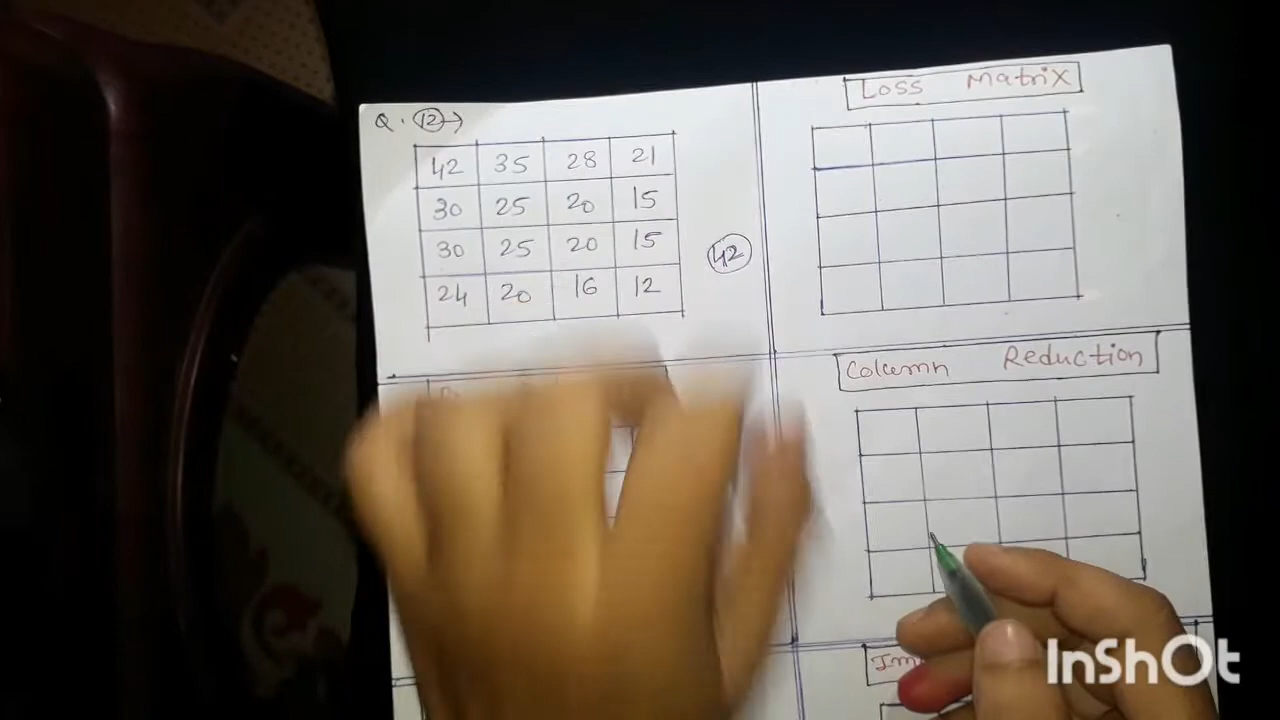 Q. 12 →
42 35 28 21
30 25 20 15
30 25 20 15
24 20 16 12
42
Loss Matrix
Column Reduction
Im
InShOt